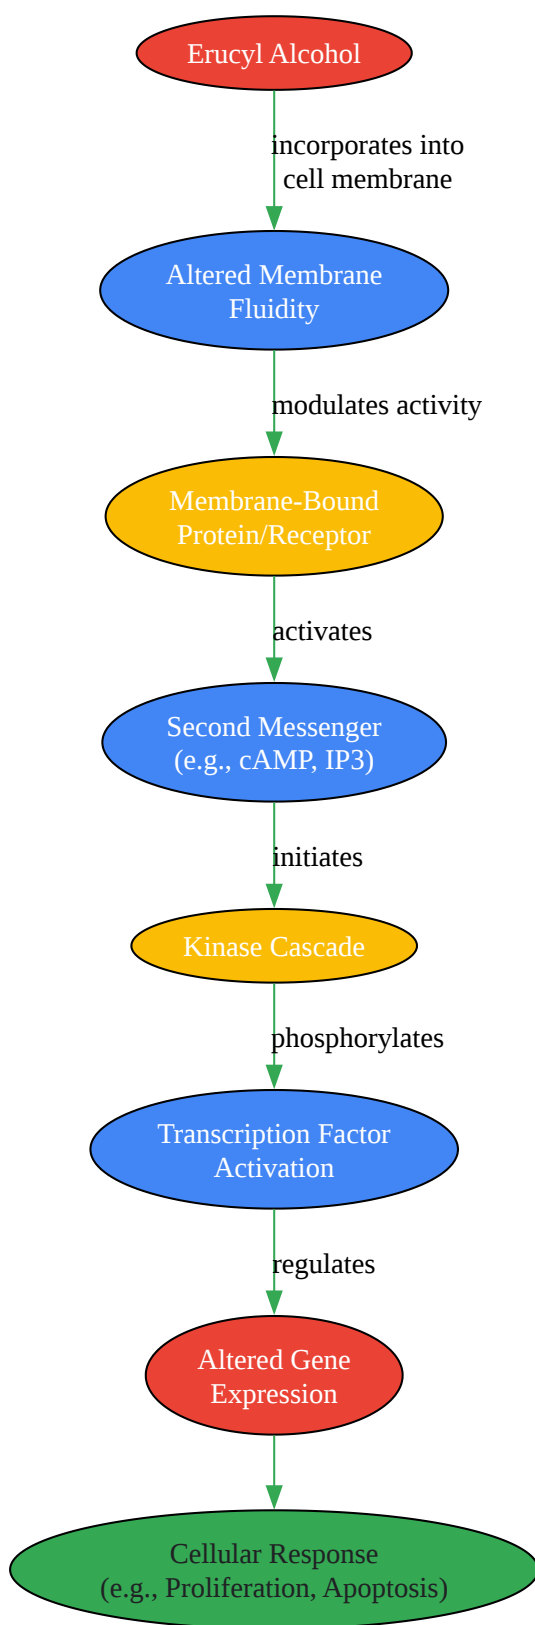 Erucyl Alcohol
incorporates into
cell membrane
Altered Membrane
Fluidity
modulates activity
Membrane-Bound
Protein/Receptor
activates
Second Messenger
(e.g., cAMP, IP3)
initiates
Kinase Cascade
phosphorylates
Transcription Factor
Activation
regulates
Altered Gene
Expression
Cellular Response
(e.g., Proliferation, Apoptosis)